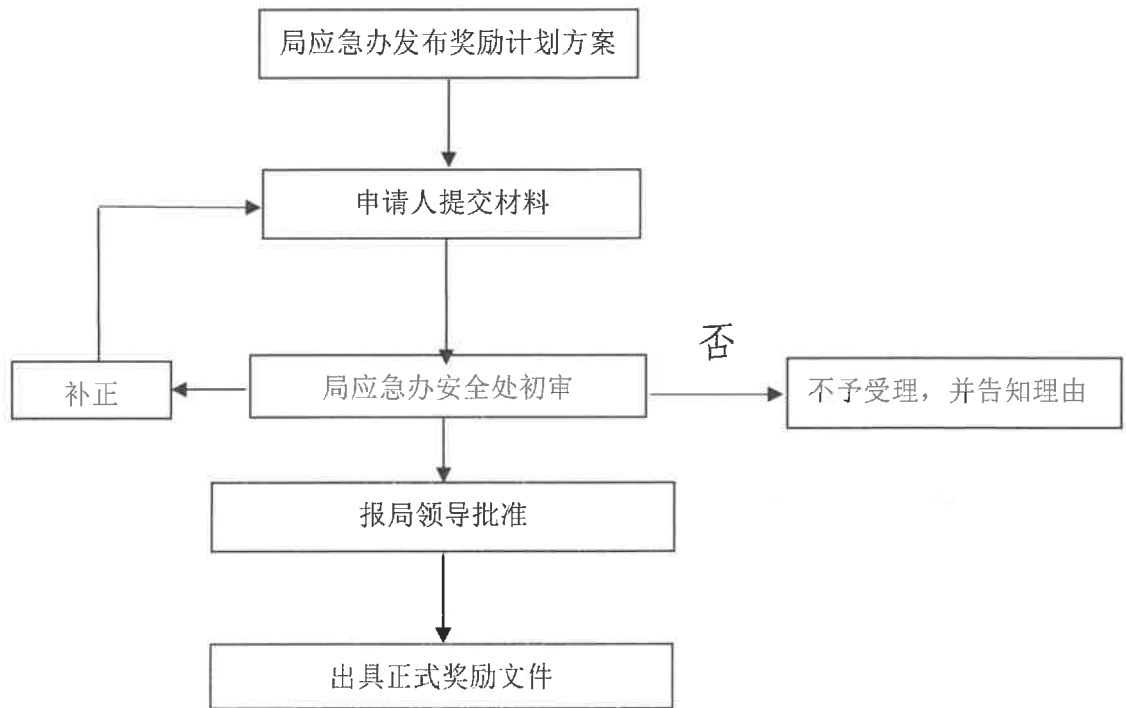 局应急办发布奖励计划方案
申请人提交材料
否
补正
局应急办安全处初审
不予受理，并告知理由
报局领导批准
出具正式奖励文件